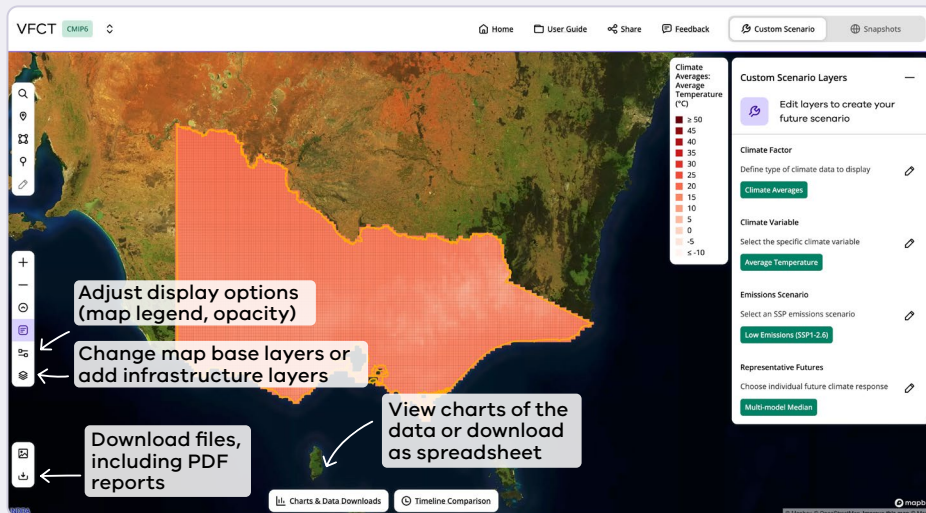 VFCT CMIP6
Home User Guide Share Feedback Custom Scenario Snapshots
Climate
Averages:
Average
Temperature
(°C)
≥ 50
45
40
35
30
25
20
15
10
5
0
-5
≤ -10
Custom Scenario Layers
Edit layers to create your
future scenario
Climate Factor
Define type of climate data to display
Climate Averages
Climate Variable
Select the specific climate variable
Average Temperature
Emissions Scenario
Select an SSP emissions scenario
Low Emissions (SSP1-2.6)
Representative Futures
Choose individual future climate response
Multi-model Median
Adjust display options
(map legend, opacity)
Change map base layers or
add infrastructure layers
View charts of the
data or download
as spreadsheet
Download files,
including PDF
reports
Charts & Data Downloads Timeline Comparison